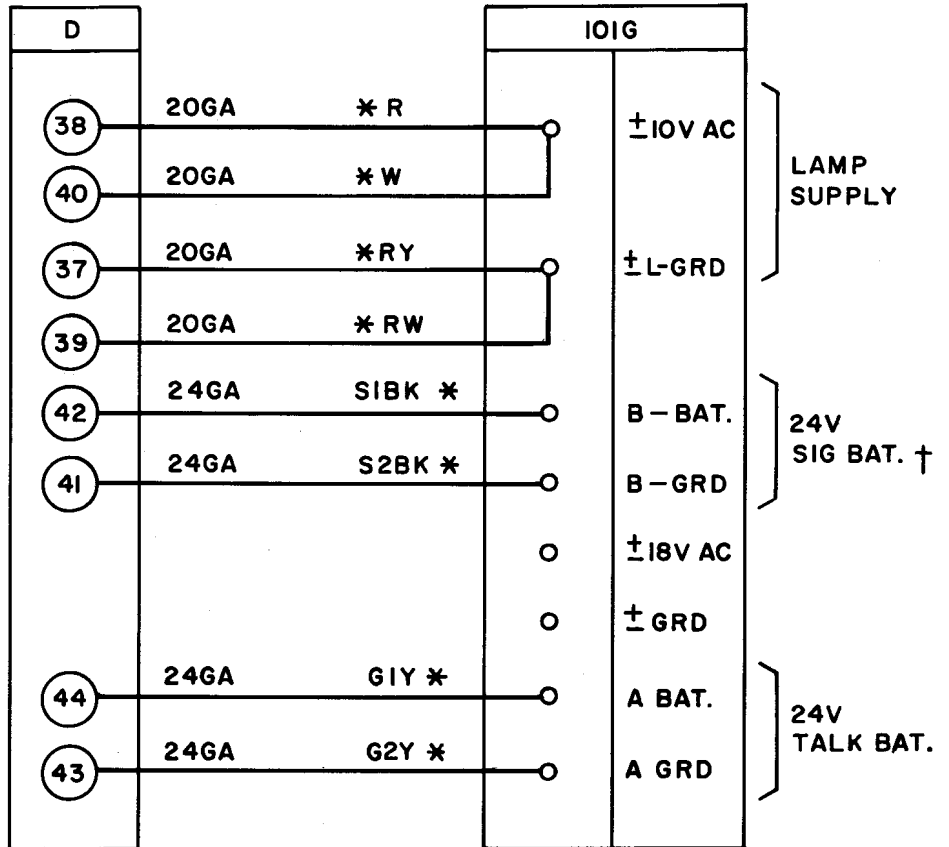 D 101G
38 20GA * R ±10V AC
LAMP
SUPPLY
40 20GA * W
37 20GA *RY ±L-GRD
39 20GA * RW
42 24GA S1BK * B-BAT.
24V
SIG BAT. †
41 24GA S2BK * B-GRD
±18V AC
± GRD
44 24GA G1Y * A BAT.
24V
TALK BAT.
43 24GA G2Y * A GRD